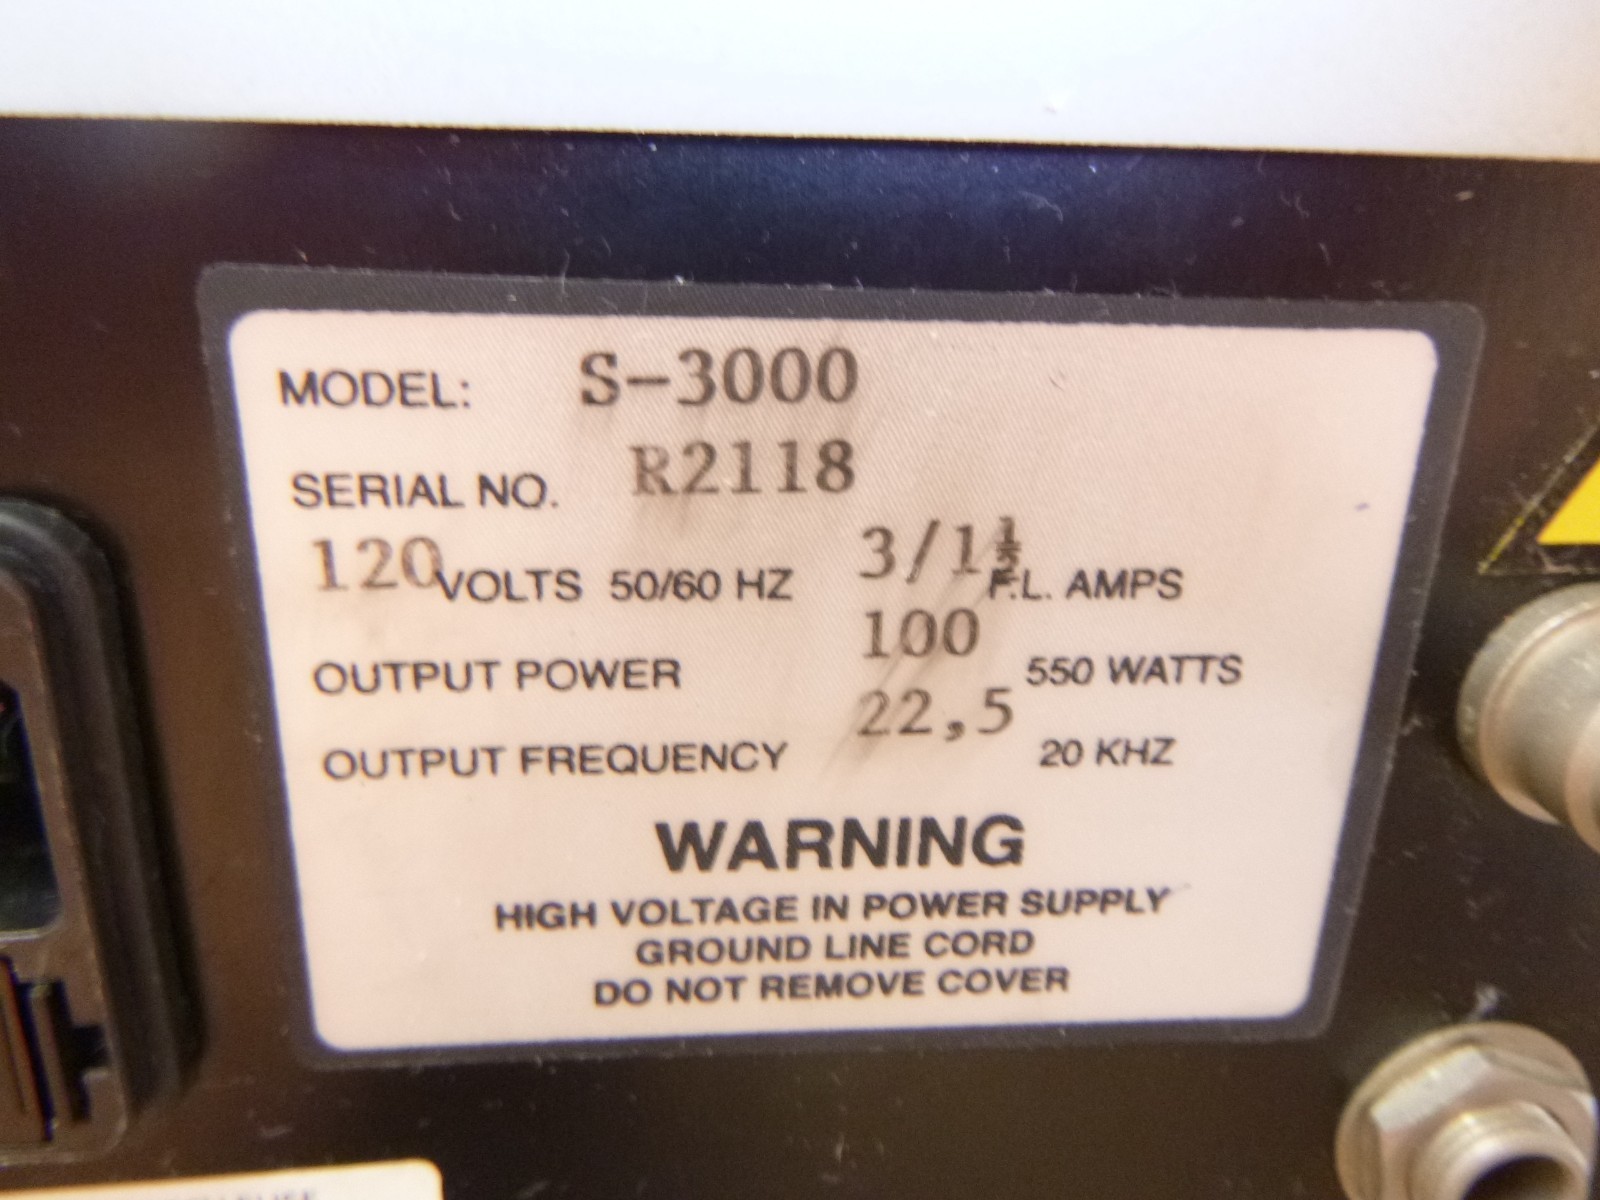 MODEL: S-3000
SERIAL NO. R2118
120 VOLTS 50/60 HZ 3/1½ F.L. AMPS
OUTPUT POWER 100 550 WATTS
OUTPUT FREQUENCY 22,5 20 KHZ
WARNING
HIGH VOLTAGE IN POWER SUPPLY
GROUND LINE CORD
DO NOT REMOVE COVER